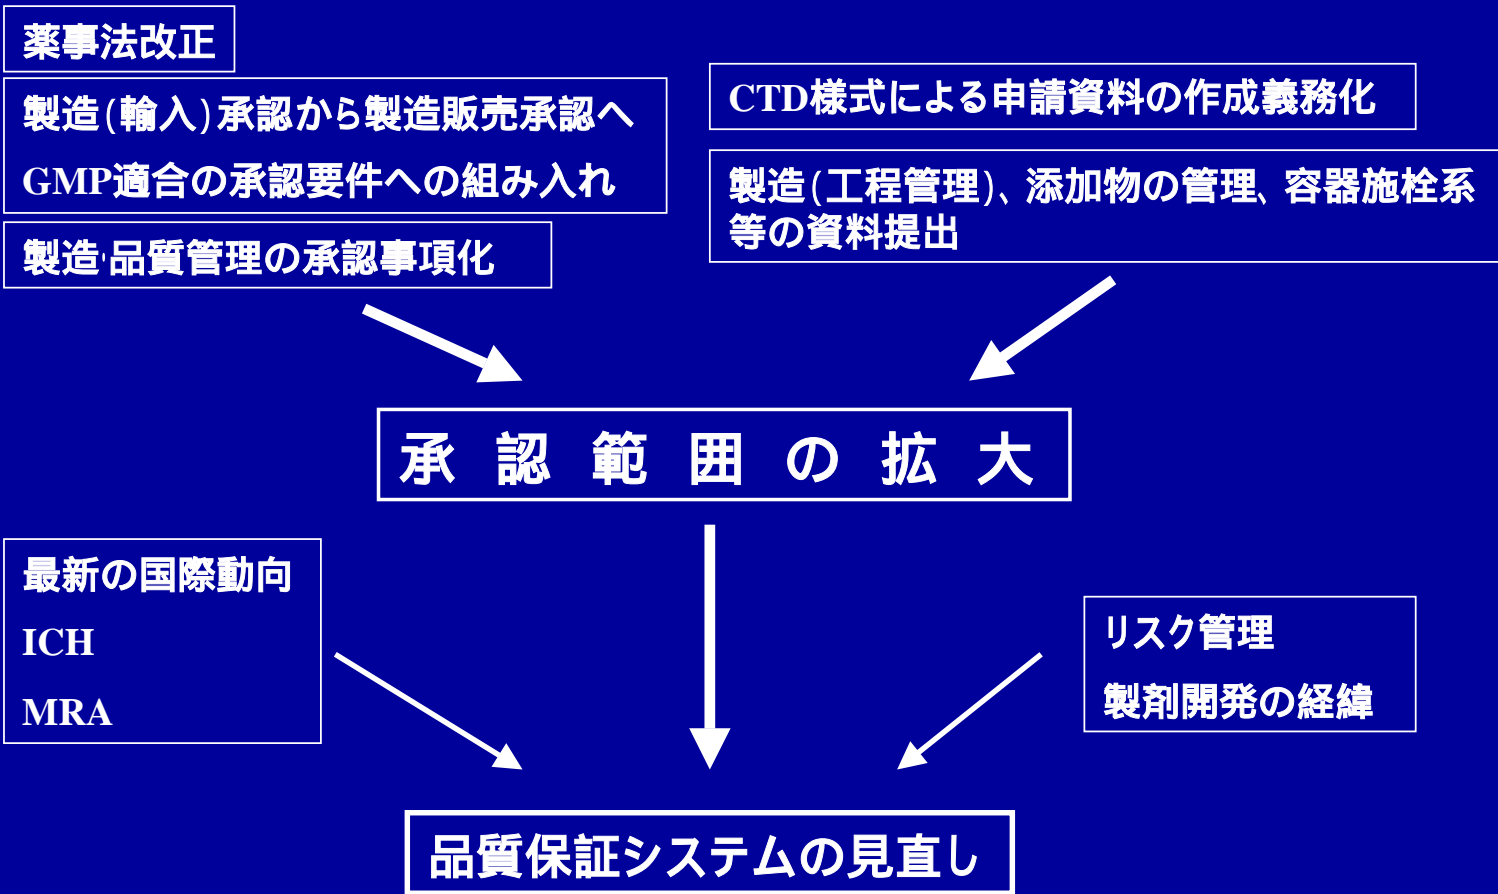 薬事法改正
製造(輸入)承認から製造販売承認へ
GMP適合の承認要件への組み入れ
製造・品質管理の承認事項化
CTD様式による申請資料の作成義務化
製造(工程管理)、添加物の管理、容器施栓系
等の資料提出
承認範囲の拡大
最新の国際動向
ICH
MRA
リスク管理
製剤開発の経緯
品質保証システムの見直し